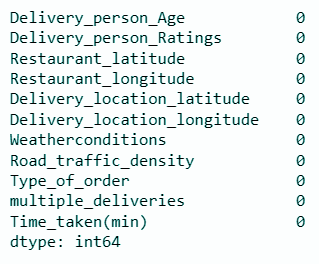 Delivery_person_Age 0
Delivery_person_Ratings 0
Restaurant_latitude 0
Restaurant_longitude 0
Delivery_location_latitude 0
Delivery_location_longitude 0
Weatherconditions 0
Road_traffic_density 0
Type_of_order 0
multiple_deliveries 0
Time_taken(min) 0
dtype: int64